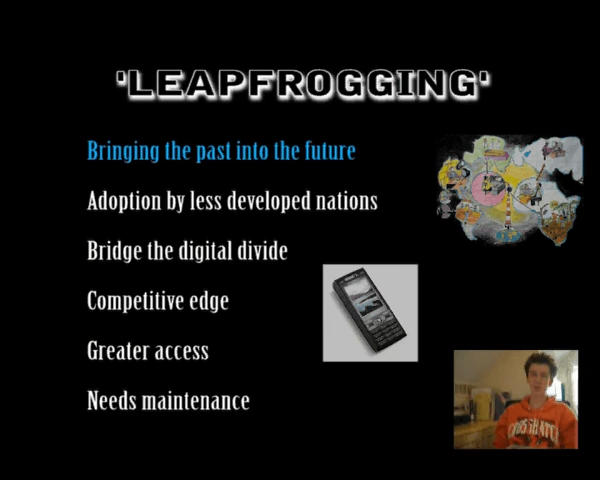 'LEAPFROGGING'
Bringing the past into the future
Adoption by less developed nations
Bridge the digital divide
Competitive edge
Greater access
Needs maintenance